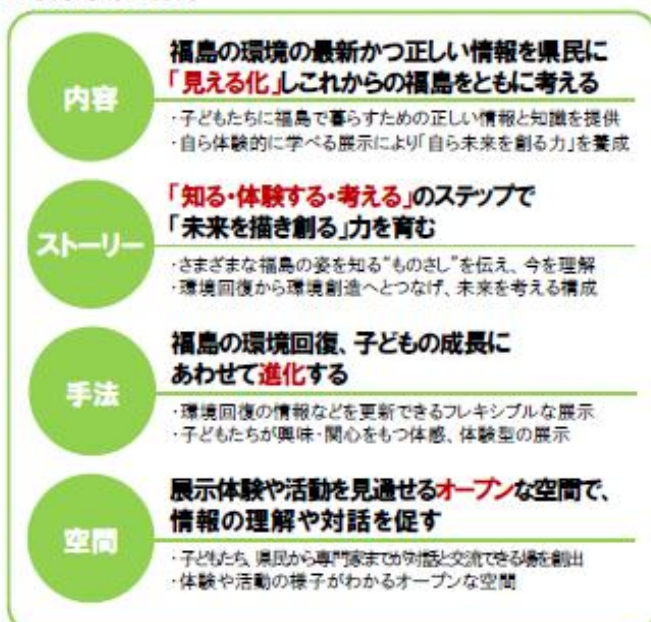 内容
福島の環境の最新かつ正しい情報を県民に
「見える化」しこれからの福島をともに考える
・子どもたちに福島で暮らすための正しい情報と知識を提供
・自ら体験的に学べる展示により「自ら未来を創る力」を養成
ストーリー
「知る・体験する・考える」のステップで
「未来を描き創る」力を育む
・さまざまな福島の姿を知る“ものさし”を伝え、今を理解
・環境回復から環境創造へとつなげ、未来を考える構成
手法
福島の環境回復、子どもの成長に
あわせて進化する
・環境回復の情報などを更新できるフレキシブルな展示
・子どもたちが興味・関心をもつ体感、体験型の展示
空間
展示体験や活動を見通せるオープンな空間で、
情報の理解や対話を促す
・子どもたち、県民から専門家までが対話と交流できる場を創出
・体験や活動の様子がわかるオープンな空間